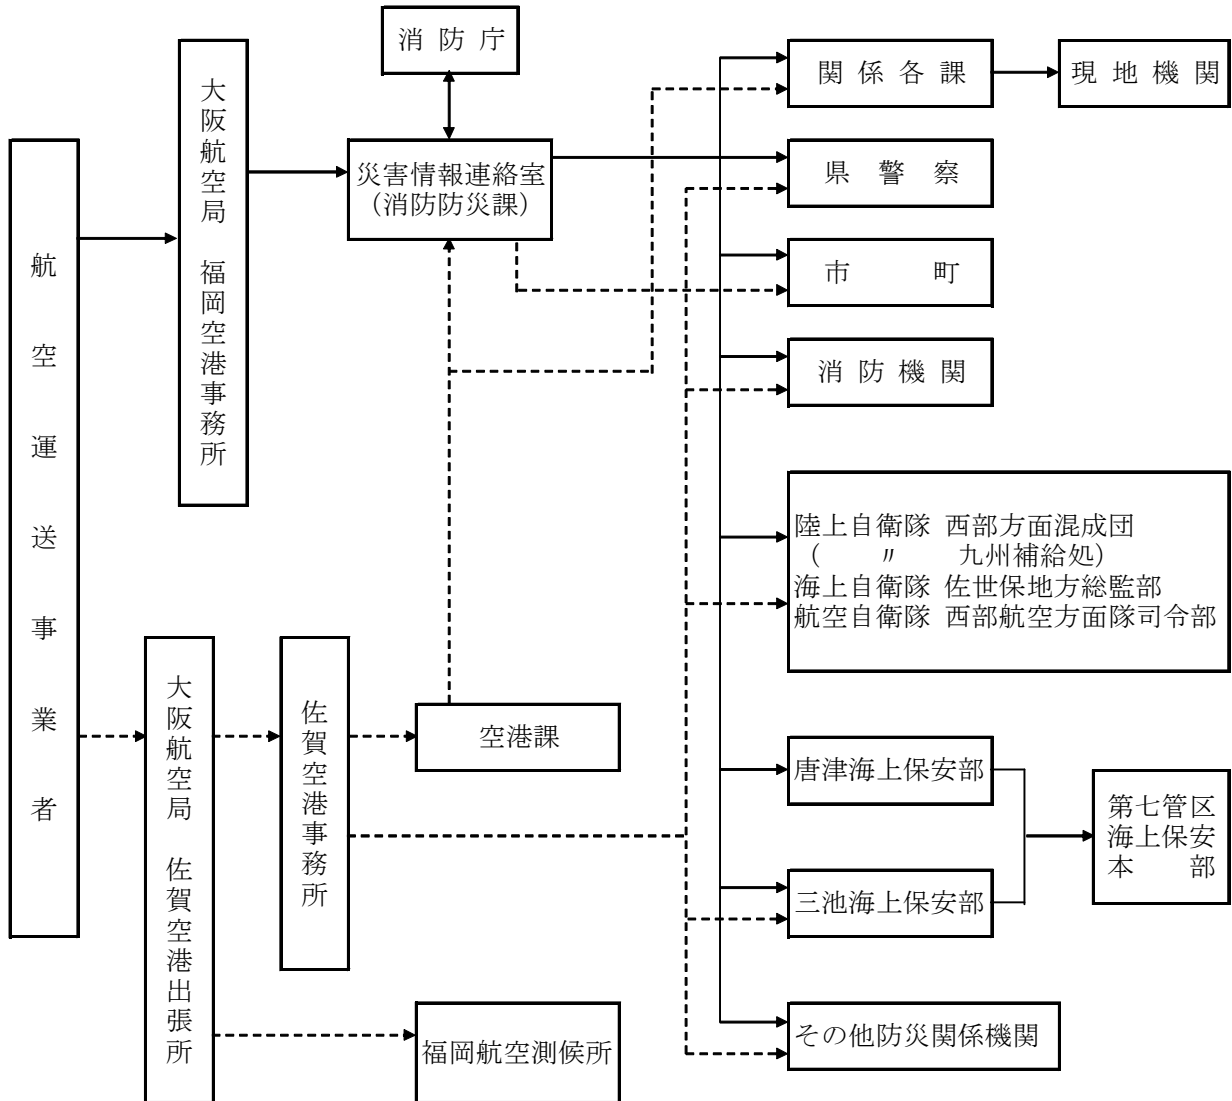 消防庁
関係各課
現地機関
大阪航空局 福岡空港事務所
災害情報連絡室
（消防防災課）
県警察
航空運送事業者
市町
消防機関
陸上自衛隊 西部方面混成団
（ 〃 九州補給処）
海上自衛隊 佐世保地方総監部
航空自衛隊 西部航空方面隊司令部
大阪航空局 佐賀空港出張所
佐賀空港事務所
空港課
唐津海上保安部
第七管区
海上保安
本部
三池海上保安部
福岡航空測候所
その他防災関係機関